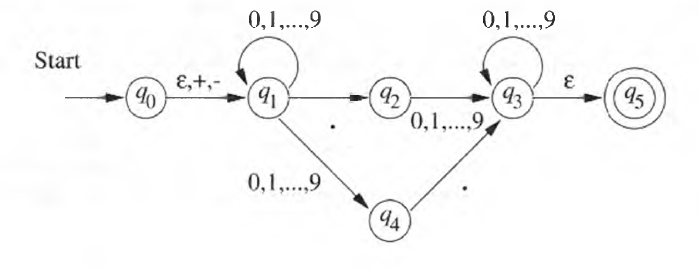 0,1,...,9 0,1,...,9
Start
q0 ε,+,- q1 q2 q3 ε q5
. 0,1,...,9
0,1,...,9 .
q4